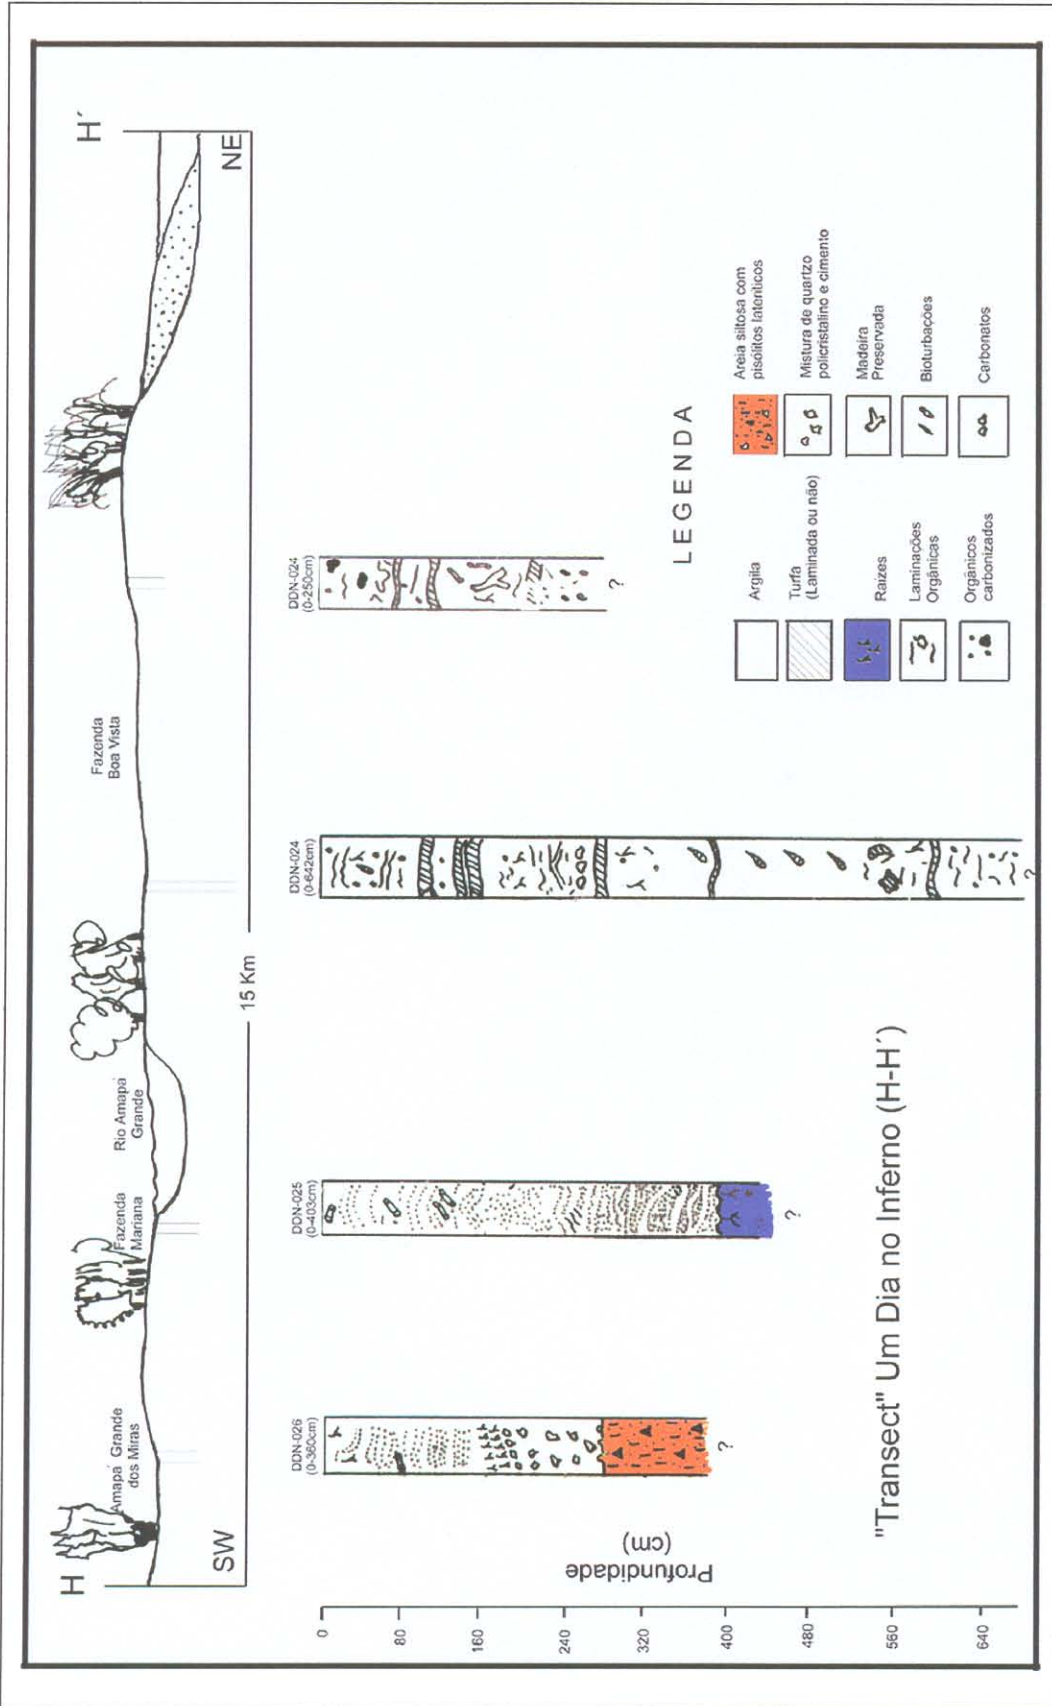 H
H´
Amapá Grande
dos Miras
Fazenda
Mariana
Rio Amapá
Grande
Fazenda
Boa Vista
SW
15 Km
NE
Profundidade
(cm)
0
80
160
240
320
400
480
560
640
DDN-026
(0-360cm)
?
DDN-025
(0-403cm)
?
DDN-024
(0-642cm)
?
DDN-024
(0-250cm)
?
LEGENDA
Argila
Turfa
(Laminada ou não)
Raízes
Laminações
Orgânicas
Orgânicos
carbonizados
Areia siltosa com
pisólitos lateríticos
Mistura de quartzo
policristalino e cimento
Madeira
Preservada
Bioturbações
Carbonatos
"Transect" Um Dia no Inferno (H-H´)